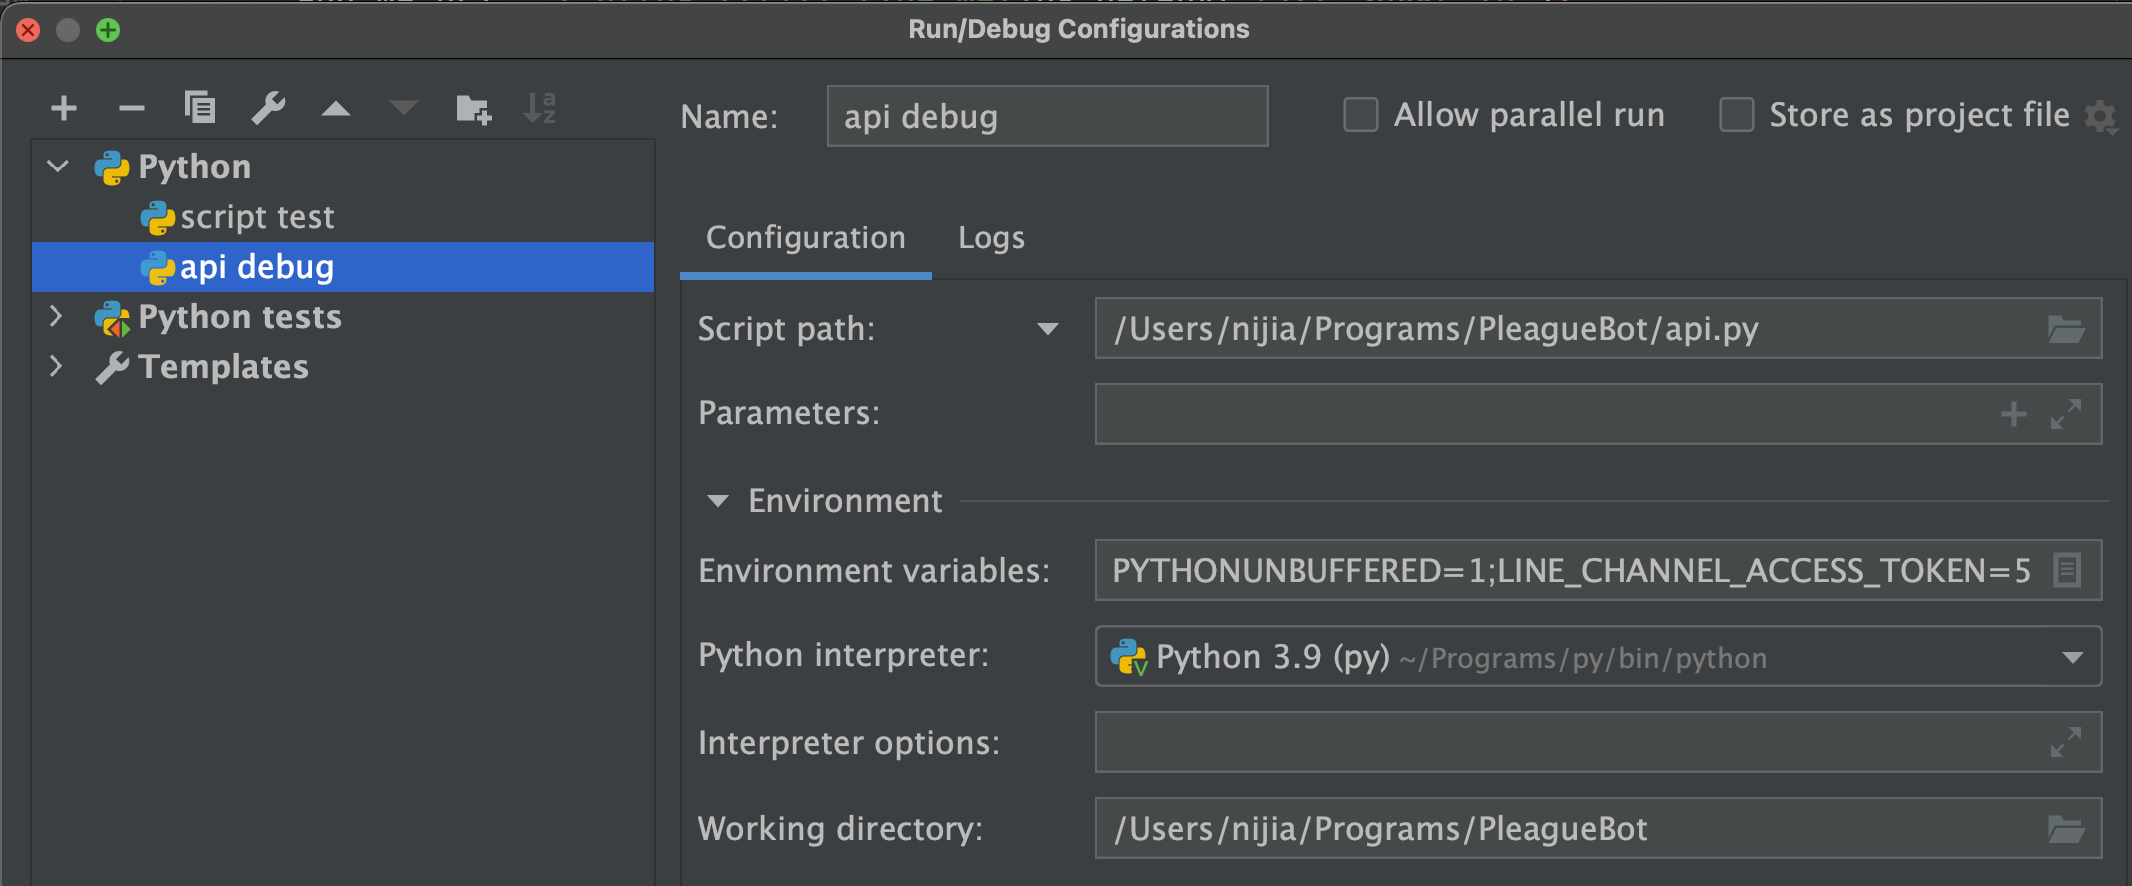 Run/Debug Configurations
Name: api debug Allow parallel run Store as project file
Python
script test
api debug
Python tests
Templates
Configuration Logs
Script path: /Users/nijia/Programs/PleagueBot/api.py
Parameters:
Environment
Environment variables: PYTHONUNBUFFERED=1;LINE_CHANNEL_ACCESS_TOKEN=5
Python interpreter: Python 3.9 (py) ~/Programs/py/bin/python
Interpreter options:
Working directory: /Users/nijia/Programs/PleagueBot